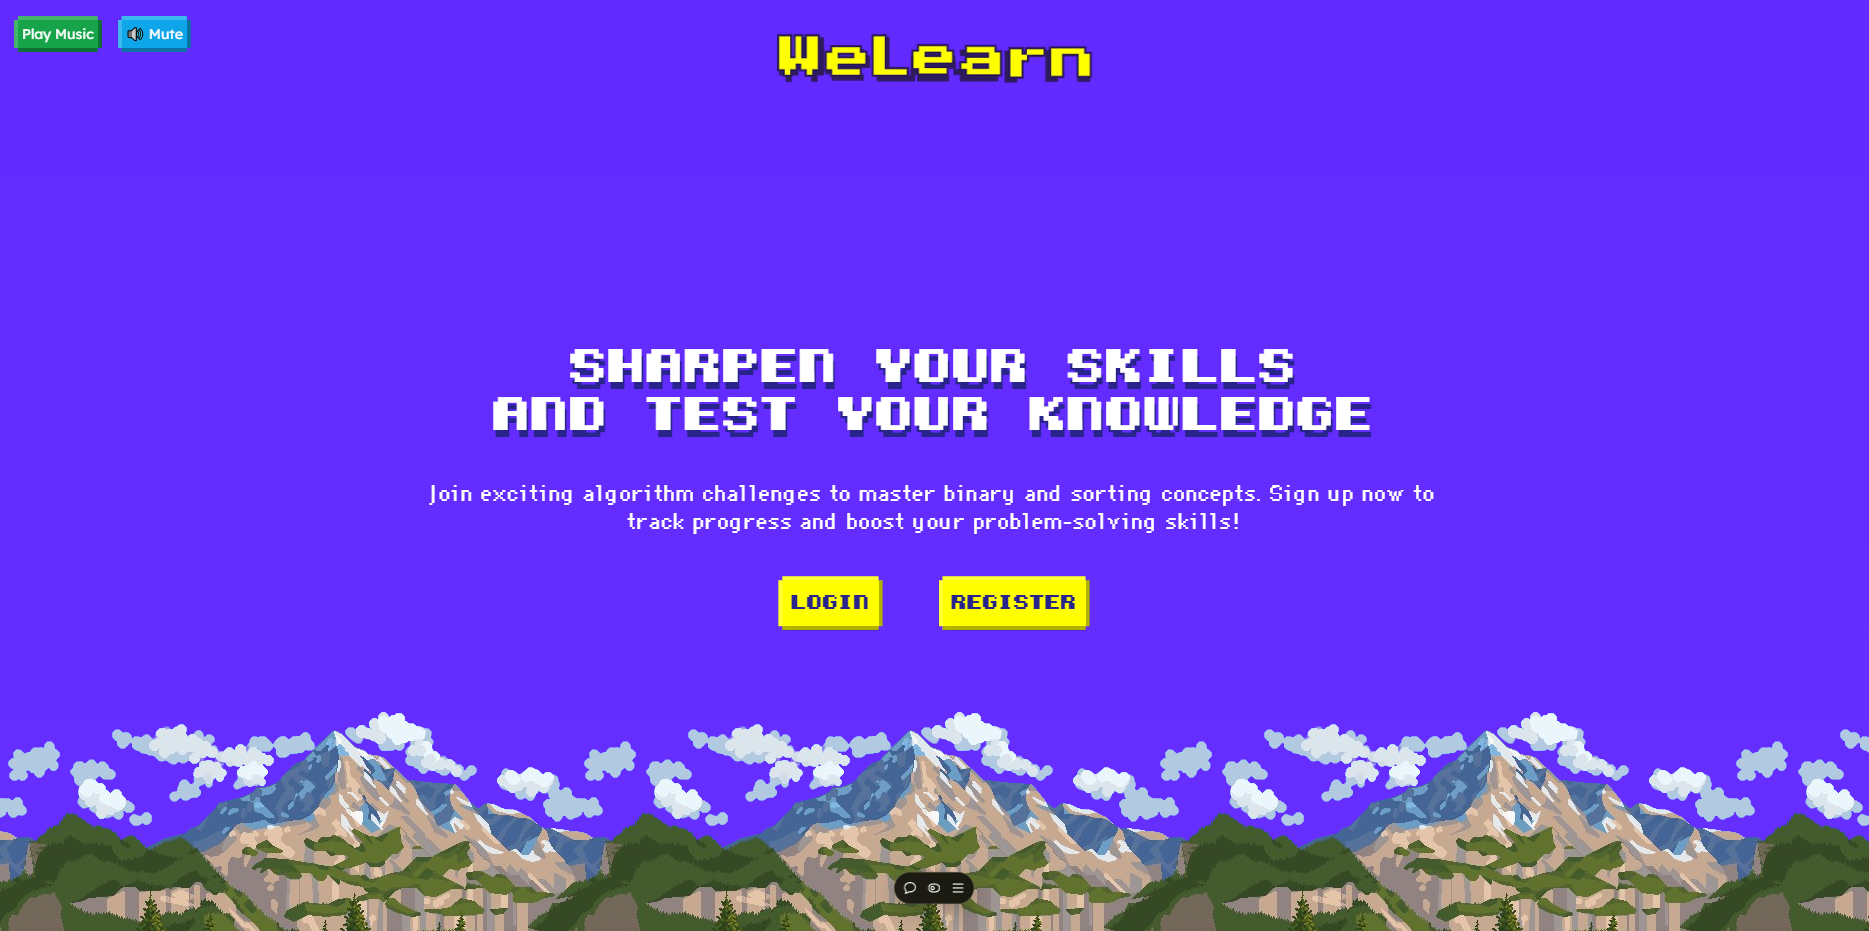 Play Music
Mute
WeLearn
SHARPEN YOUR SKILLS
AND TEST YOUR KNOWLEDGE
Join exciting algorithm challenges to master binary and sorting concepts. Sign up now to
track progress and boost your problem-solving skills!
LOGIN
REGISTER